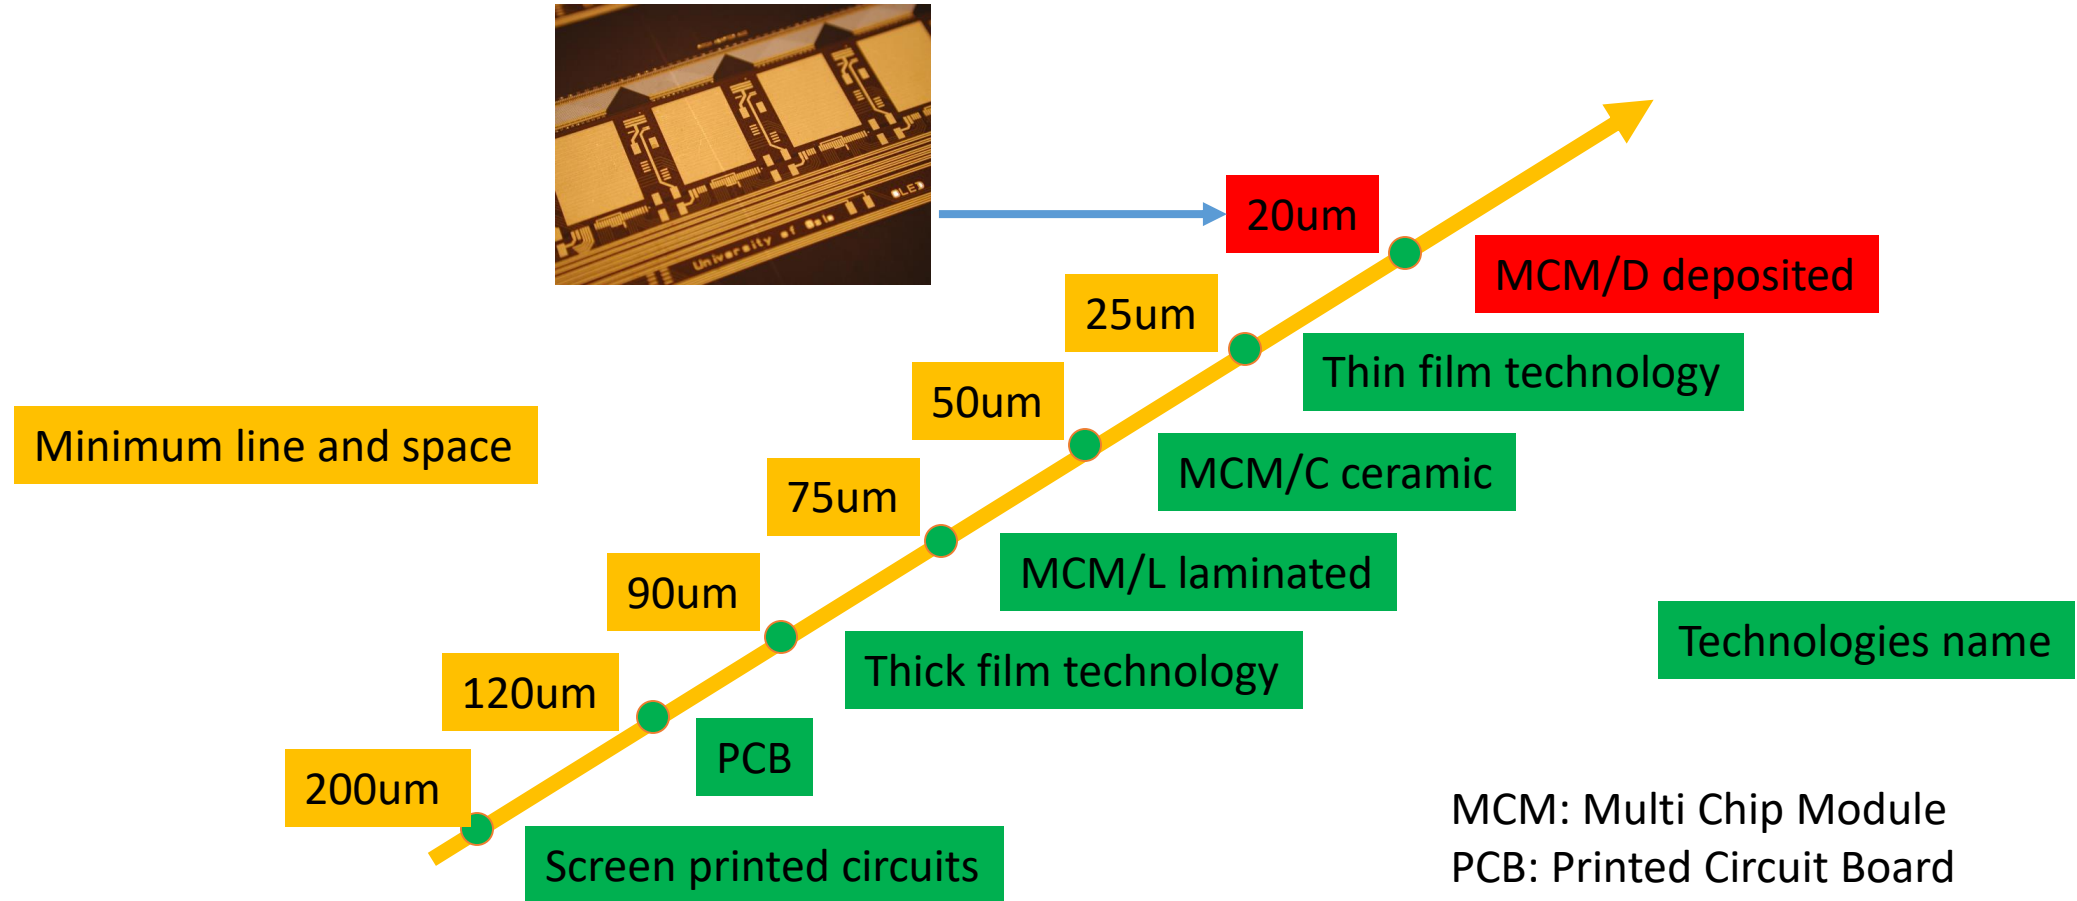 University of Oslo
OLED
20um
MCM/D deposited
25um
Thin film technology
50um
Minimum line and space
MCM/C ceramic
75um
MCM/L laminated
90um
Technologies name
Thick film technology
120um
PCB
200um
MCM: Multi Chip Module
Screen printed circuits
PCB: Printed Circuit Board